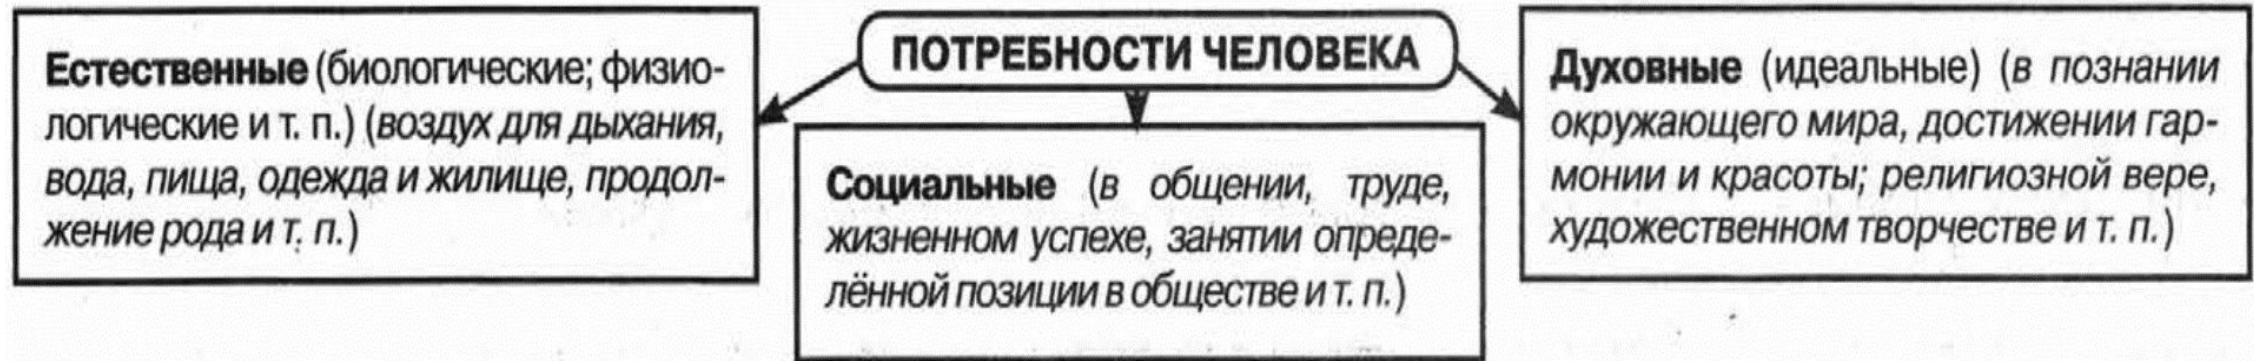 ПОТРЕБНОСТИ ЧЕЛОВЕКА
Естественные (биологические; физио-
логические и т. п.) (воздух для дыхания,
вода, пища, одежда и жилище, продол-
жение рода и т. п.)
Социальные (в общении, труде,
жизненном успехе, занятии опреде-
лённой позиции в обществе и т. п.)
Духовные (идеальные) (в познании
окружающего мира, достижении гар-
монии и красоты; религиозной вере,
художественном творчестве и т. п.)